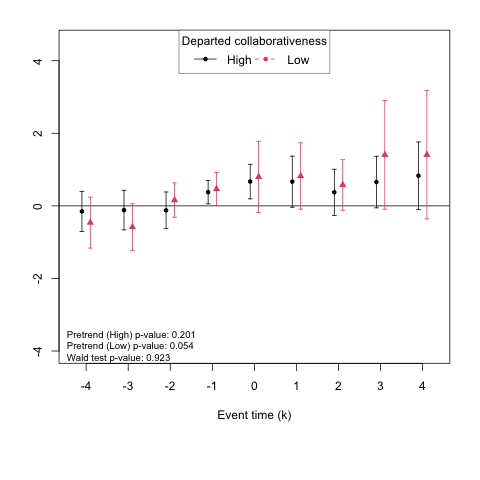 Departed collaborativeness
High Low
4
2
0
-2
-4
Pretrend (High) p-value: 0.201
Pretrend (Low) p-value: 0.054
Wald test p-value: 0.923
-4 -3 -2 -1 0 1 2 3 4
Event time (k)